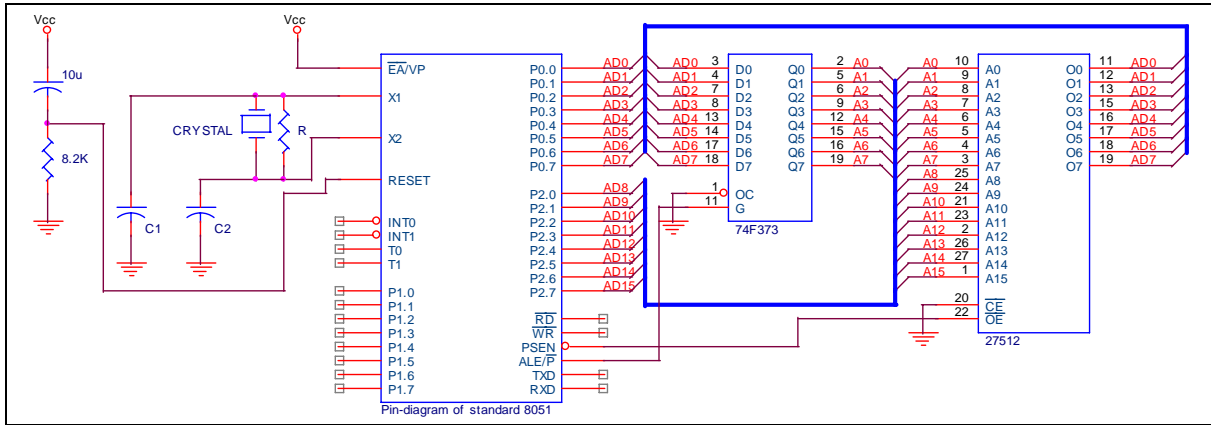 Vcc
10u
8.2K
C1
C2
CRYSTAL
R
Vcc
EA/VP
X1
X2
RESET
INT0
INT1
T0
T1
P1.0
P1.1
P1.2
P1.3
P1.4
P1.5
P1.6
P1.7
P0.0 AD0
P0.1 AD1
P0.2 AD2
P0.3 AD3
P0.4 AD4
P0.5 AD5
P0.6 AD6
P0.7 AD7
P2.0 AD8
P2.1 AD9
P2.2 AD10
P2.3 AD11
P2.4 AD12
P2.5 AD13
P2.6 AD14
P2.7 AD15
RD
WR
PSEN
ALE/P
TXD
RXD
Pin-diagram of standard 8051
AD0 3 D0 Q0 2 A0
AD1 4 D1 Q1 5 A1
AD2 7 D2 Q2 6 A2
AD3 8 D3 Q3 9 A3
AD4 13 D4 Q4 12 A4
AD5 14 D5 Q5 15 A5
AD6 17 D6 Q6 16 A6
AD7 18 D7 Q7 19 A7
1 OC
11 G
74F373
A0 10 A0 O0 11 AD0
A1 9 A1 O1 12 AD1
A2 8 A2 O2 13 AD2
A3 7 A3 O3 15 AD3
A4 6 A4 O4 16 AD4
A5 5 A5 O5 17 AD5
A6 4 A6 O6 18 AD6
A7 3 A7 O7 19 AD7
A8 25 A8
A9 24 A9
A10 21 A10
A11 23 A11
A12 2 A12
A13 26 A13
A14 27 A14
A15 1 A15
20 CE
22 OE
27512